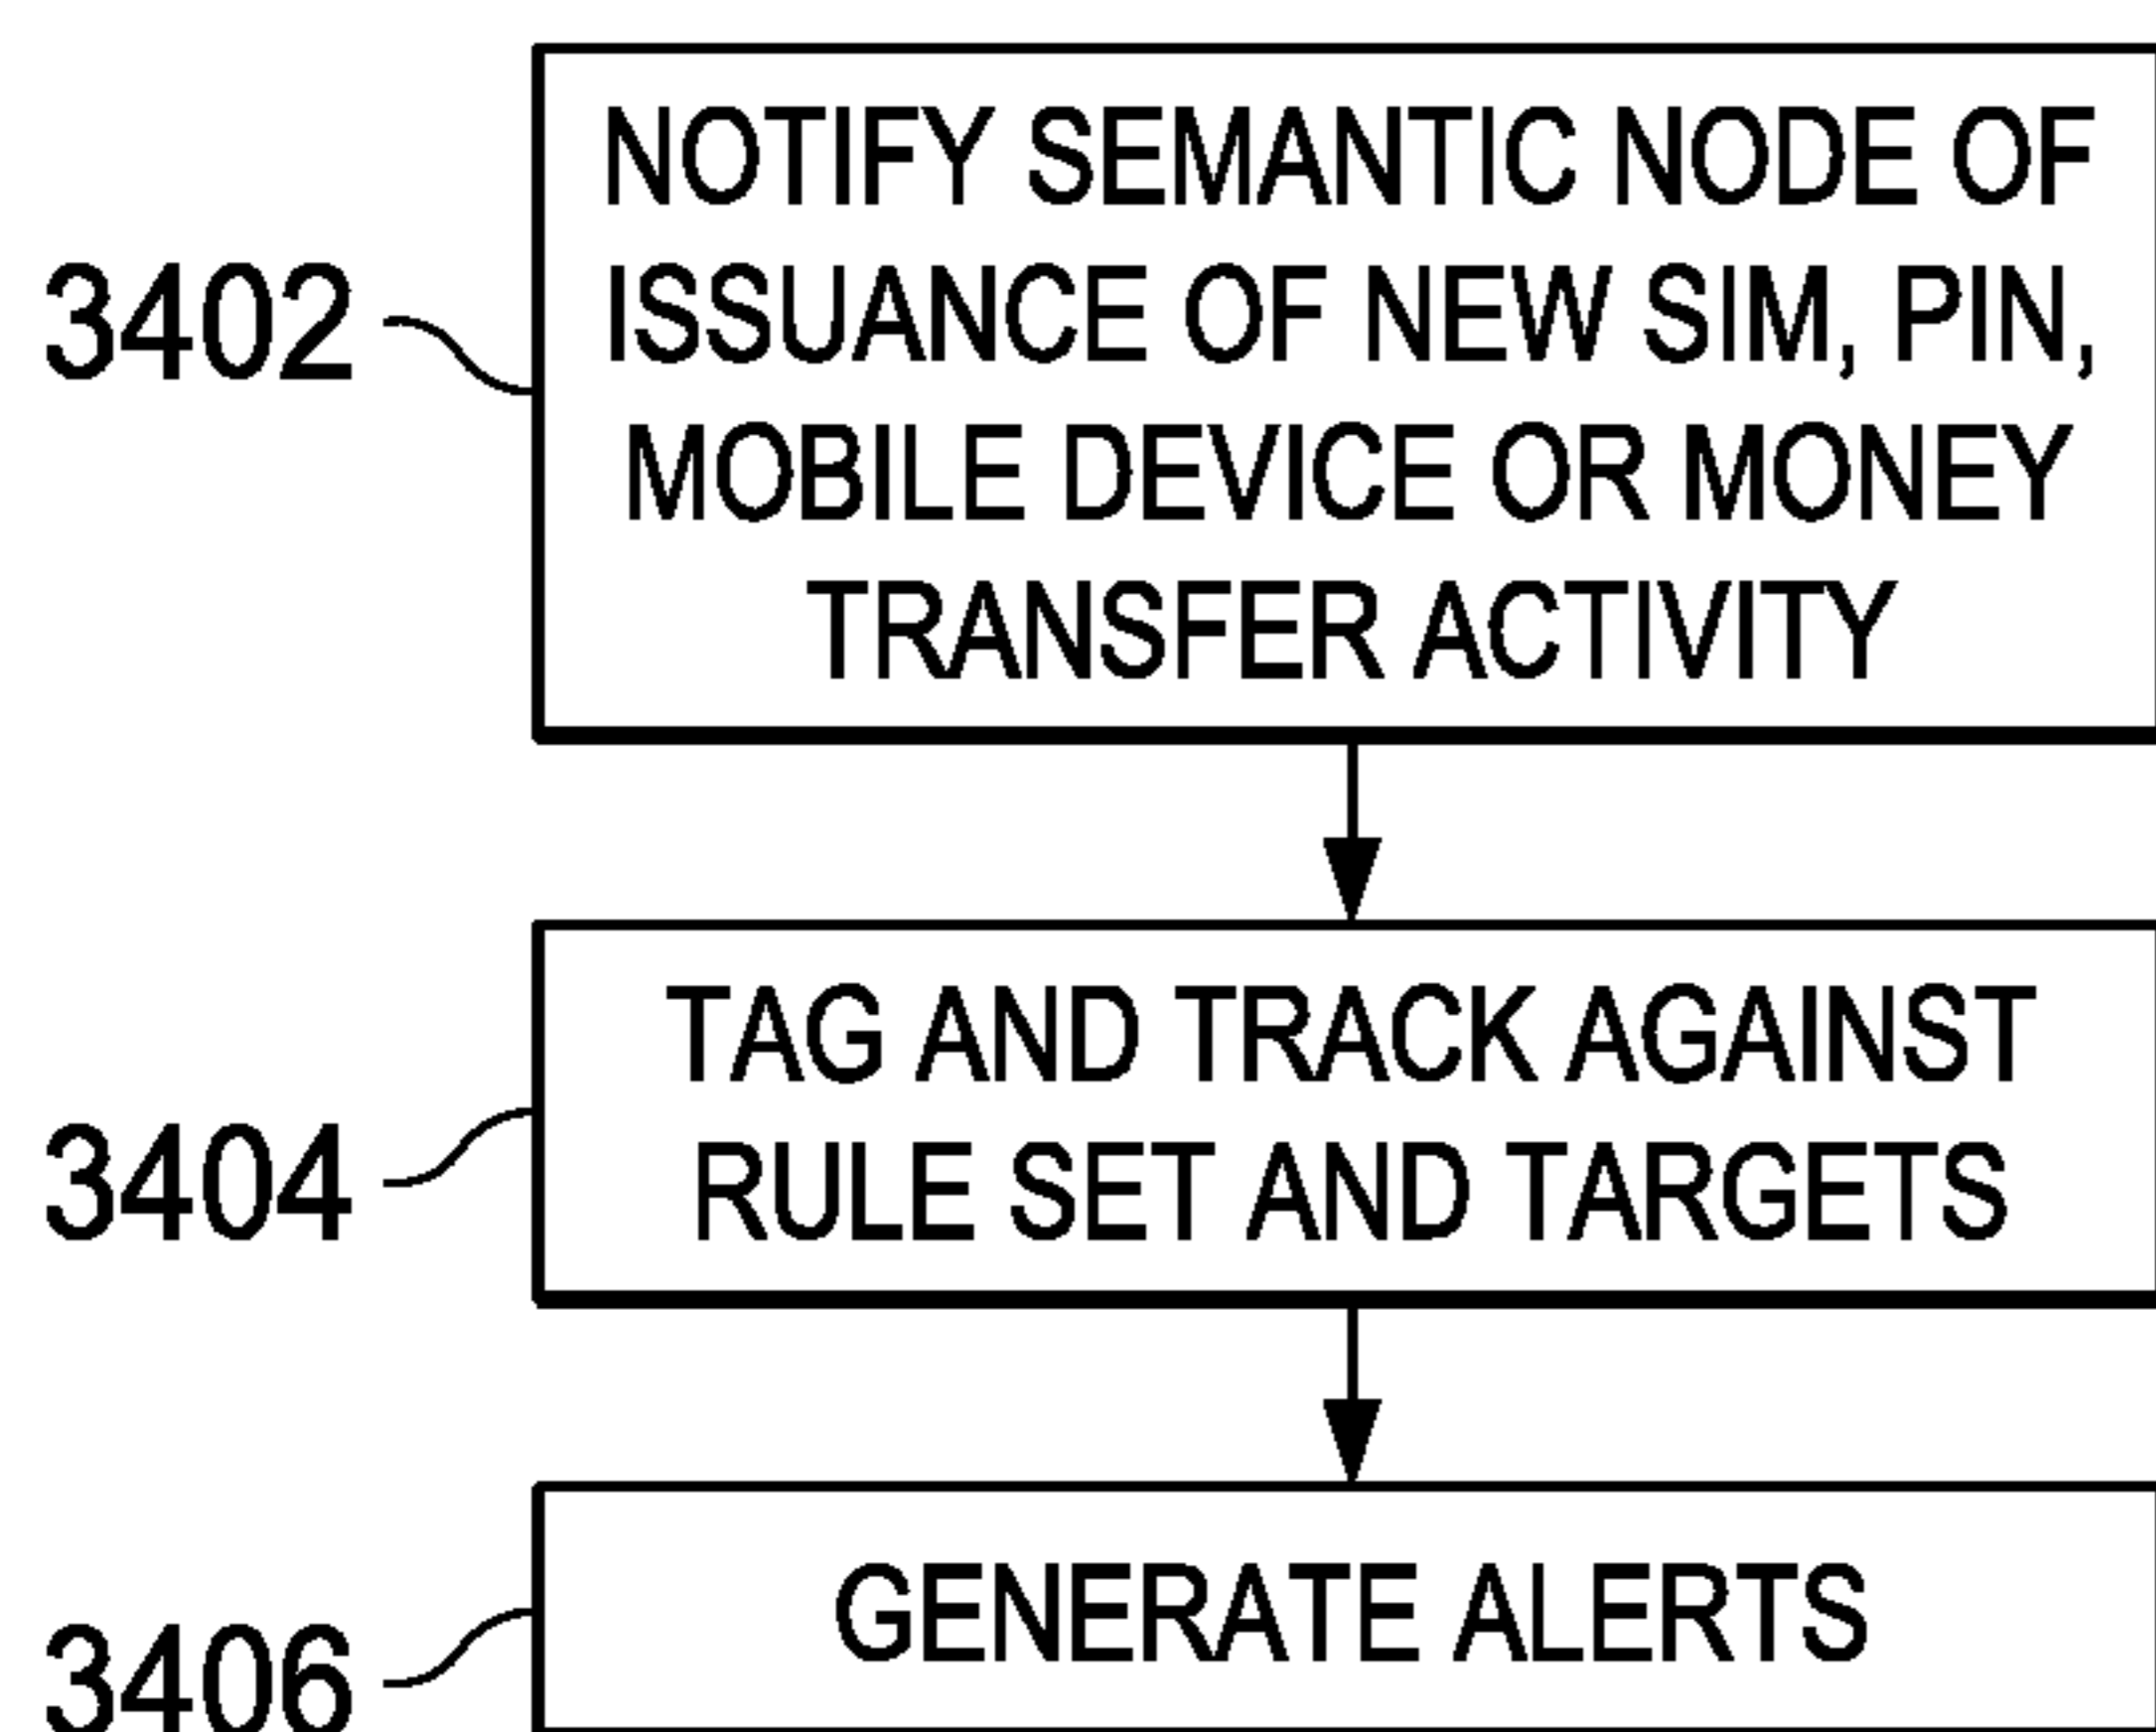 NOTIFY SEMANTIC NODE OF
ISSUANCE OF NEW SIM, PIN,
MOBILE DEVICE OR MONEY
TRANSFER ACTIVITY
3402
TAG AND TRACK AGAINST
RULE SET AND TARGETS
3404
GENERATE ALERTS
3406